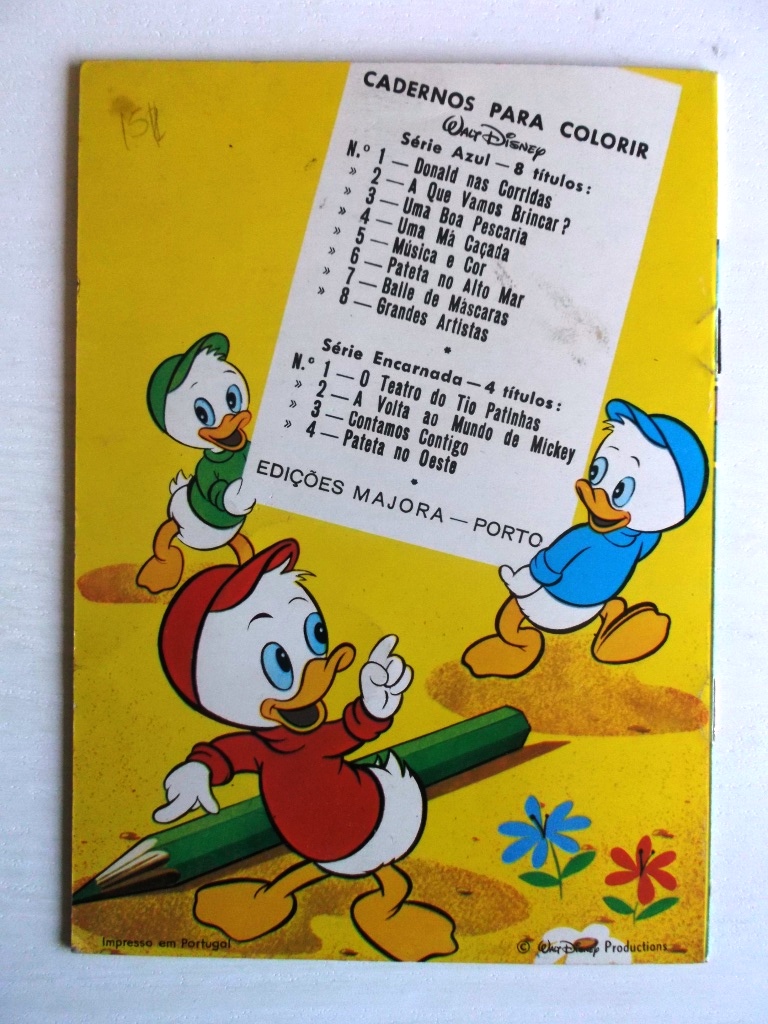 CADERNOS PARA COLORIR
Walt Disney
Série Azul — 8 títulos:
N.º 1 — Donald nas Corridas
» 2 — A Que Vamos Brincar?
» 3 — Uma Boa Pescaria
» 4 — Uma Má Caçada
» 5 — Música e Cor
» 6 — Pateta no Alto Mar
» 7 — Baile de Máscaras
» 8 — Grandes Artistas
*
Série Encarnada — 4 títulos:
N.º 1 — O Teatro do Tio Patinhas
» 2 — A Volta ao Mundo de Mickey
» 3 — Contamos Contigo
» 4 — Pateta no Oeste
*
EDIÇÕES MAJORA — PORTO
Impresso em Portugal
© Walt Disney Productions